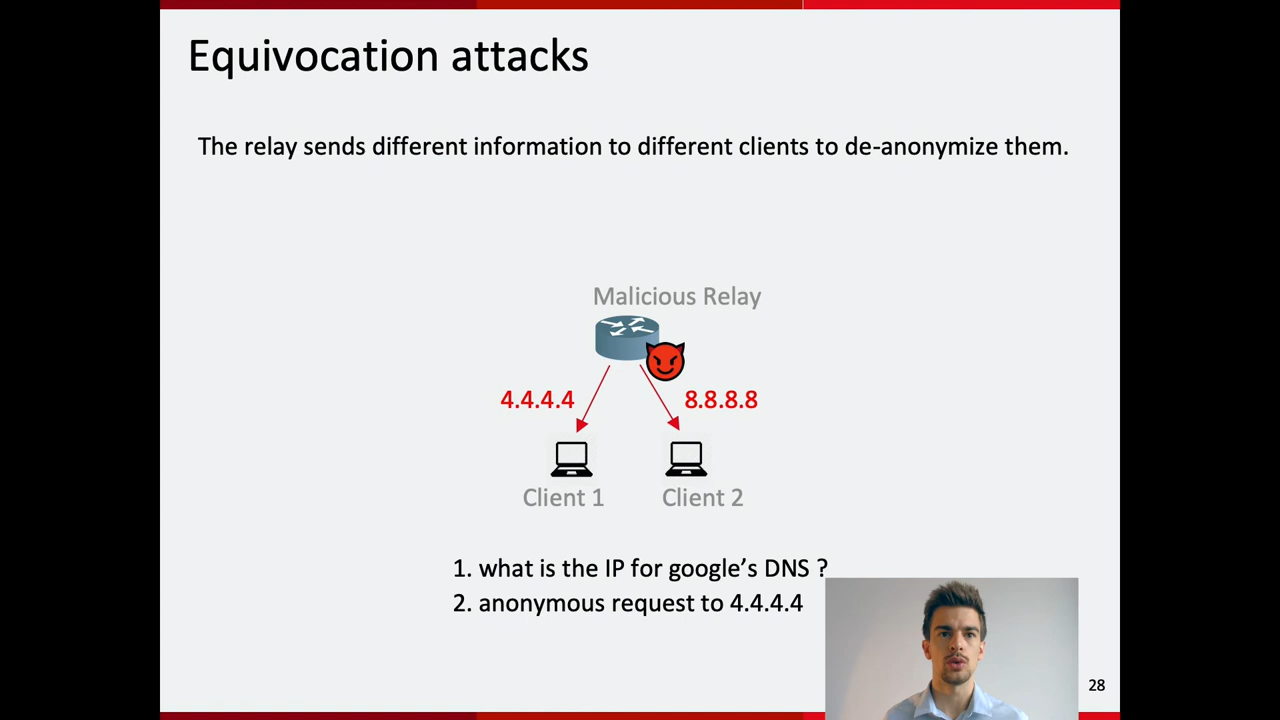 Equivocation attacks
The relay sends different information to different clients to de-anonymize them.
Malicious Relay
4.4.4.4
8.8.8.8
Client 1
Client 2
1. what is the IP for google’s DNS ?
2. anonymous request to 4.4.4.4
28